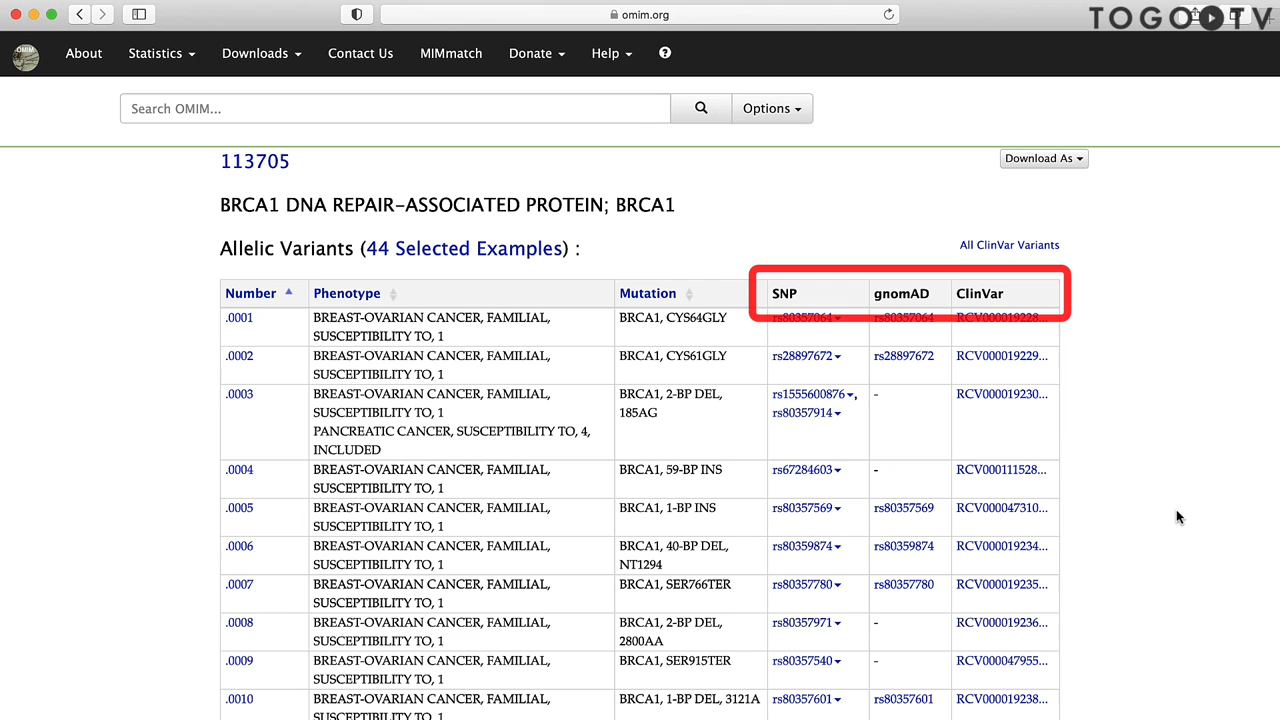 omim.org
TOGO TV
OMIM
About Statistics Downloads Contact Us MIMmatch Donate Help ?
Search OMIM... Options
113705 Download As
BRCA1 DNA REPAIR-ASSOCIATED PROTEIN; BRCA1
Allelic Variants (44 Selected Examples) : All ClinVar Variants
Number Phenotype Mutation SNP gnomAD ClinVar
.0001 BREAST-OVARIAN CANCER, FAMILIAL, BRCA1, CYS64GLY rs80357064 rs80357064 RCV000019228...
SUSCEPTIBILITY TO, 1
.0002 BREAST-OVARIAN CANCER, FAMILIAL, BRCA1, CYS61GLY rs28897672 rs28897672 RCV000019229...
SUSCEPTIBILITY TO, 1
.0003 BREAST-OVARIAN CANCER, FAMILIAL, BRCA1, 2-BP DEL, rs1555600876, - RCV000019230...
SUSCEPTIBILITY TO, 1 185AG rs80357914
PANCREATIC CANCER, SUSCEPTIBILITY TO, 4,
INCLUDED
.0004 BREAST-OVARIAN CANCER, FAMILIAL, BRCA1, 59-BP INS rs67284603 - RCV000111528...
SUSCEPTIBILITY TO, 1
.0005 BREAST-OVARIAN CANCER, FAMILIAL, BRCA1, 1-BP INS rs80357569 rs80357569 RCV000047310...
SUSCEPTIBILITY TO, 1
.0006 BREAST-OVARIAN CANCER, FAMILIAL, BRCA1, 40-BP DEL, rs80359874 rs80359874 RCV000019234...
SUSCEPTIBILITY TO, 1 NT1294
.0007 BREAST-OVARIAN CANCER, FAMILIAL, BRCA1, SER766TER rs80357780 rs80357780 RCV000019235...
SUSCEPTIBILITY TO, 1
.0008 BREAST-OVARIAN CANCER, FAMILIAL, BRCA1, 2-BP DEL, rs80357971 - RCV000019236...
SUSCEPTIBILITY TO, 1 2800AA
.0009 BREAST-OVARIAN CANCER, FAMILIAL, BRCA1, SER915TER rs80357540 - RCV000047955...
SUSCEPTIBILITY TO, 1
.0010 BREAST-OVARIAN CANCER, FAMILIAL, BRCA1, 1-BP DEL, 3121A rs80357601 rs80357601 RCV000019238...
SUSCEPTIBILITY TO, 1